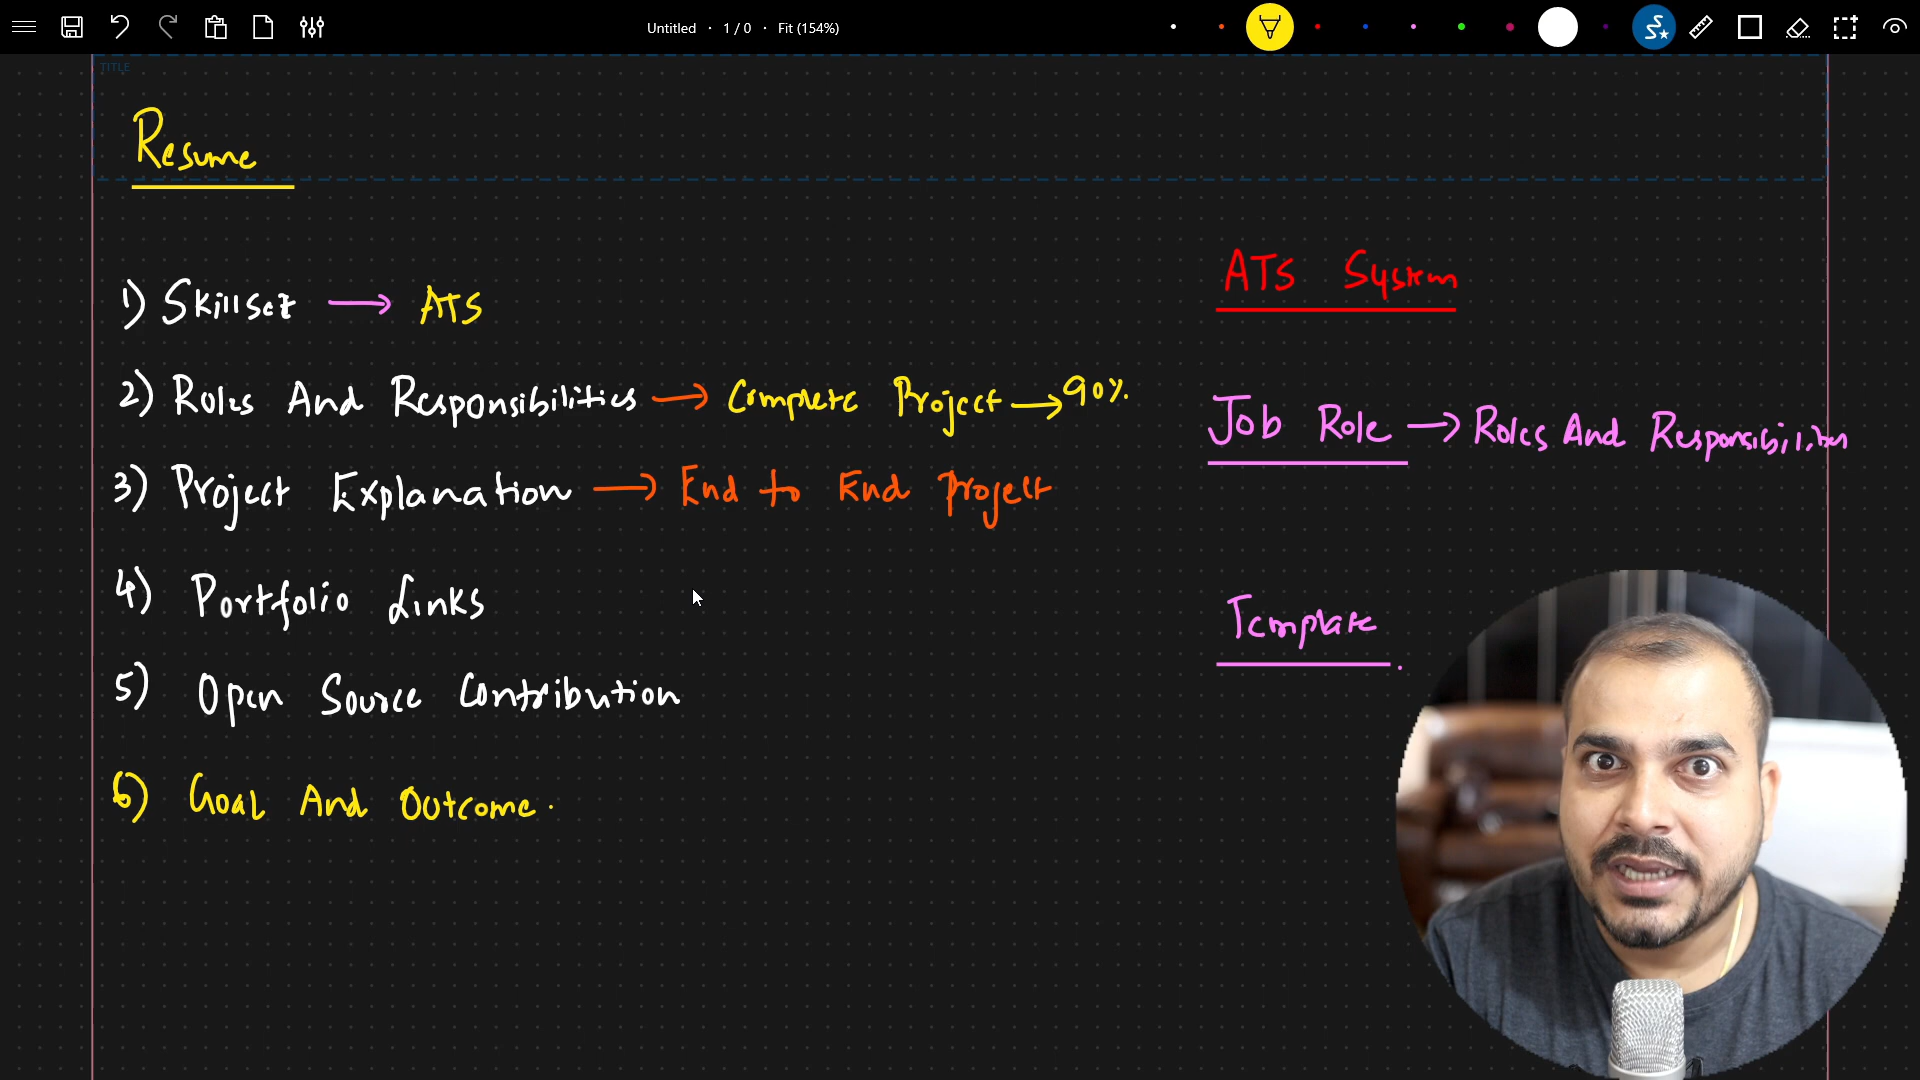 Untitled · 1 / 0 · Fit (154%)
TITLE
Resume
1) Skillset → ATS
2) Roles And Responsibilities → Complete Project → 90%.
3) Project Explanation → End to End Project
4) Portfolio Links
5) Open Source Contribution
6) Goal And Outcome.
ATS System
Job Role → Roles And Responsibilities
Template.